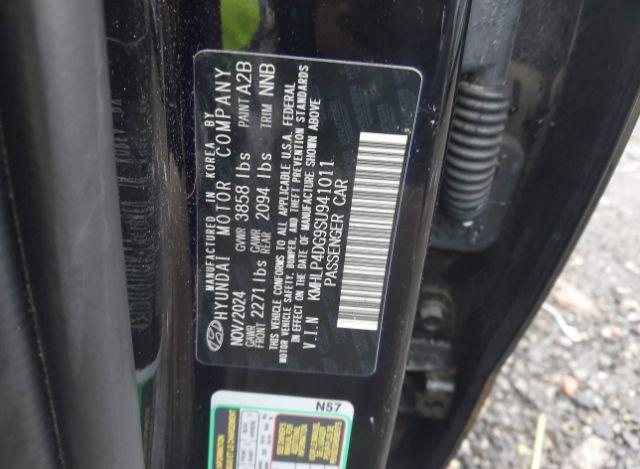 MANUFACTURED IN KOREA BY
HYUNDAI MOTOR COMPANY
NOV/2024 GVWR 3858 lbs PAINT A2B
GAWR FRONT 2271 lbs GAWR REAR 2094 lbs TRIM NNB
THIS VEHICLE CONFORMS TO ALL APPLICABLE U.S.A. FEDERAL
MOTOR VEHICLE SAFETY, BUMPER, AND THEFT PREVENTION STANDARDS
IN EFFECT ON THE DATE OF MANUFACTURE SHOWN ABOVE
V.I.N KMHLP4DG9SU941011
PASSENGER CAR
N57